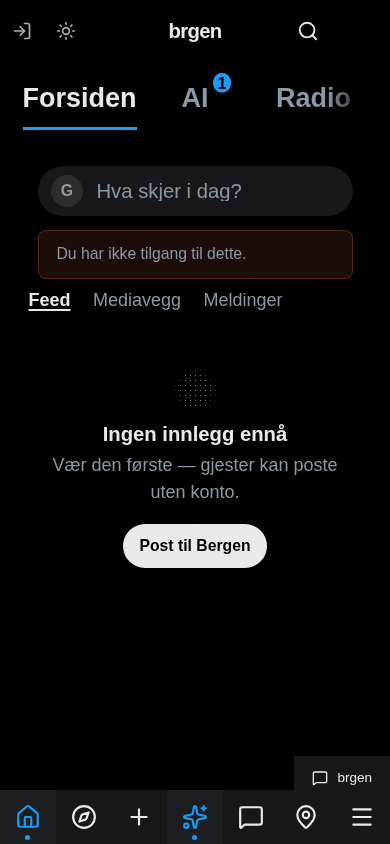 brgen
Forsiden
AI
1
Radio
G
Hva skjer i dag?
Du har ikke tilgang til dette.
Feed
Mediavegg
Meldinger
Ingen innlegg ennå
Vær den første — gjester kan poste
uten konto.
Post til Bergen
brgen